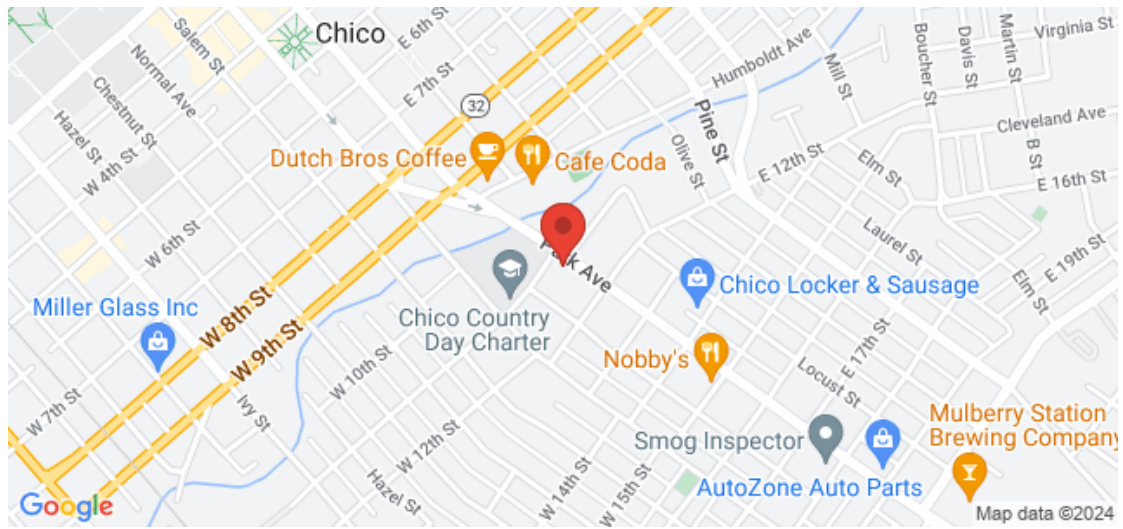 Salem St
Normal Ave
Chestnut St
Hazel St
W 4th St
W 6th St
Chico
E 6th St
E 7th St
32
Humboldt Ave
Mill St
Boucher St
Davis St
Martin St
Virginia St
Cleveland Ave
B St
E 16th St
Pine St
Olive St
E 12th St
Elm St
Laurel St
Dutch Bros Coffee
Cafe Coda
Park Ave
Chico Locker & Sausage
Elm St
E 19th St
Miller Glass Inc
W 8th St
W 9th St
Chico Country
Day Charter
Nobby's
E 17th St
Locust St
W 10th St
W 7th St
Ivy St
W 12th St
Hazel St
W 14th St
W 15th St
Smog Inspector
AutoZone Auto Parts
Mulberry Station
Brewing Company
Google
Map data ©2024